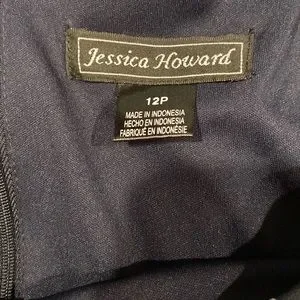 Jessica Howard
12P
MADE IN INDONESIA
HECHO EN INDONESIA
FABRIQUÉ EN INDONÉSIE